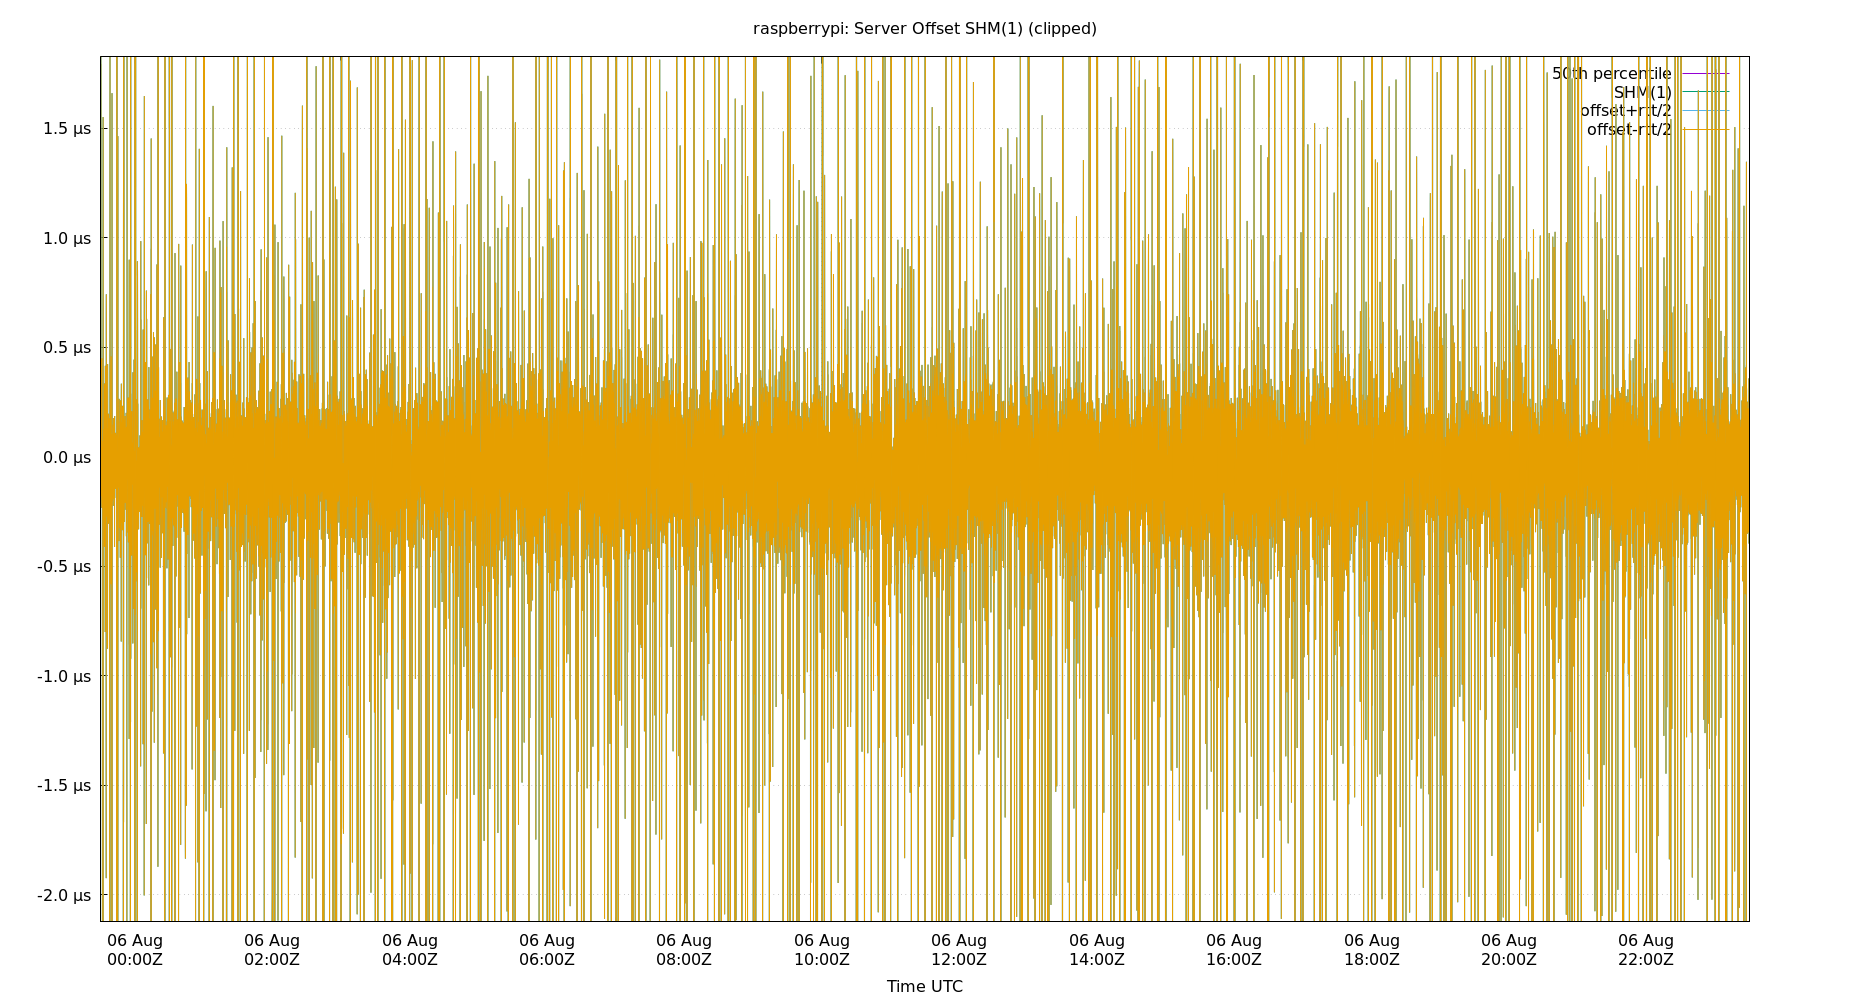 raspberrypi: Server Offset SHM(1) (clipped)
50th percentile
SHM(1)
offset+rtt/2
offset-rtt/2
1.5 µs
1.0 µs
0.5 µs
0.0 µs
-0.5 µs
-1.0 µs
-1.5 µs
-2.0 µs
06 Aug 06 Aug 06 Aug 06 Aug 06 Aug 06 Aug 06 Aug 06 Aug 06 Aug 06 Aug 06 Aug 06 Aug
00:00Z 02:00Z 04:00Z 06:00Z 08:00Z 10:00Z 12:00Z 14:00Z 16:00Z 18:00Z 20:00Z 22:00Z
Time UTC